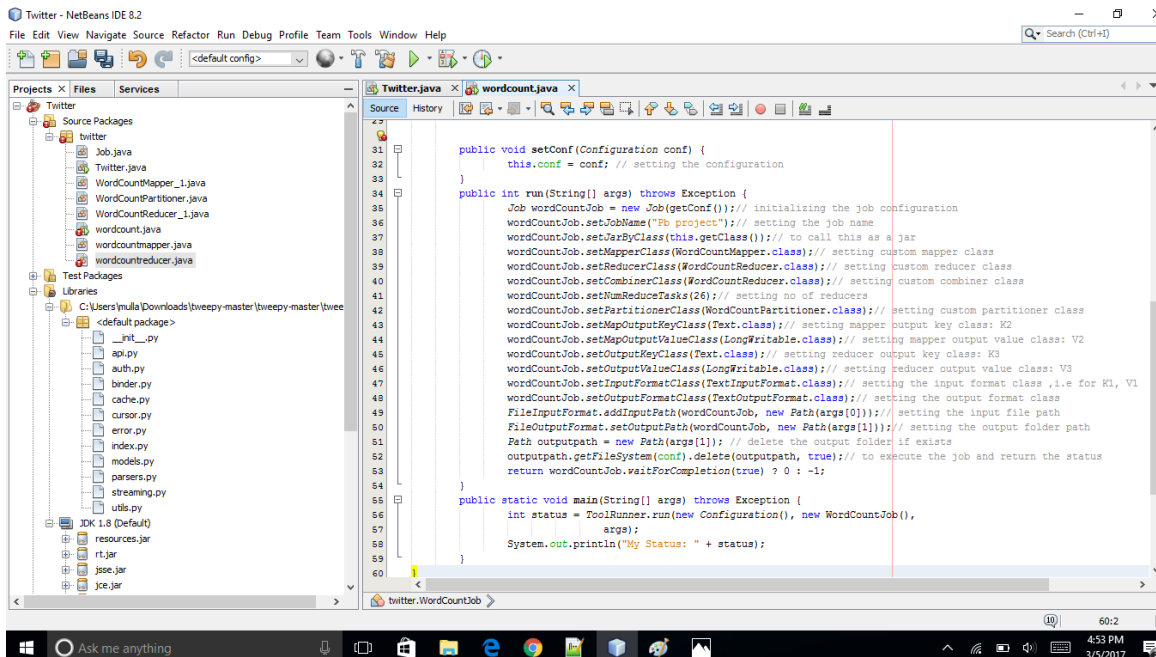 Twitter - NetBeans IDE 8.2
File Edit View Navigate Source Refactor Run Debug Profile Team Tools Window Help
Search (Ctrl+I)
<default config>
Projects Files Services
Twitter
Source Packages
twitter
Job.java
Twitter.java
WordCountMapper_1.java
WordCountPartitioner.java
WordCountReducer_1.java
wordcount.java
wordcountmapper.java
wordcountreducer.java
Test Packages
Libraries
C:\Users\mulla\Downloads\tweepy-master\tweepy-master\twee
<default package>
__init__.py
api.py
auth.py
binder.py
cache.py
cursor.py
error.py
index.py
models.py
parsers.py
streaming.py
utils.py
JDK 1.8 (Default)
resources.jar
rt.jar
jsse.jar
jce.jar
Twitter.java wordcount.java
Source History
29
31 public void setConf(Configuration conf) {
32 this.conf = conf; // setting the configuration
33 }
34 public int run(String[] args) throws Exception {
35 Job wordCountJob = new Job(getConf());// initializing the job configuration
36 wordCountJob.setJobName("Pb project");// setting the job name
37 wordCountJob.setJarByClass(this.getClass());// to call this as a jar
38 wordCountJob.setMapperClass(WordCountMapper.class);// setting custom mapper class
39 wordCountJob.setReducerClass(WordCountReducer.class);// setting custom reducer class
40 wordCountJob.setCombinerClass(WordCountReducer.class);// setting custom combiner class
41 wordCountJob.setNumReduceTasks(26);// setting no of reducers
42 wordCountJob.setPartitionerClass(WordCountPartitioner.class);// setting custom partitioner class
43 wordCountJob.setMapOutputKeyClass(Text.class);// setting mapper output key class: K2
44 wordCountJob.setMapOutputValueClass(LongWritable.class);// setting mapper output value class: V2
45 wordCountJob.setOutputKeyClass(Text.class);// setting reducer output key class: K3
46 wordCountJob.setOutputValueClass(LongWritable.class);// setting reducer output value class: V3
47 wordCountJob.setInputFormatClass(TextInputFormat.class);// setting the input format class ,i.e for K1, V1
48 wordCountJob.setOutputFormatClass(TextOutputFormat.class);// setting the output format class
49 FileInputFormat.addInputPath(wordCountJob, new Path(args[0]));// setting the input file path
50 FileOutputFormat.setOutputPath(wordCountJob, new Path(args[1]));// setting the output folder path
51 Path outputpath = new Path(args[1]); // delete the output folder if exists
52 outputpath.getFileSystem(conf).delete(outputpath, true);// to execute the job and return the status
53 return wordCountJob.waitForCompletion(true) ? 0 : -1;
54 }
55 public static void main(String[] args) throws Exception {
56 int status = ToolRunner.run(new Configuration(), new WordCountJob(),
57 args);
58 System.out.println("My Status: " + status);
59 }
60 }
twitter.WordCountJob
10 60:2
Ask me anything
4:53 PM
3/5/2017